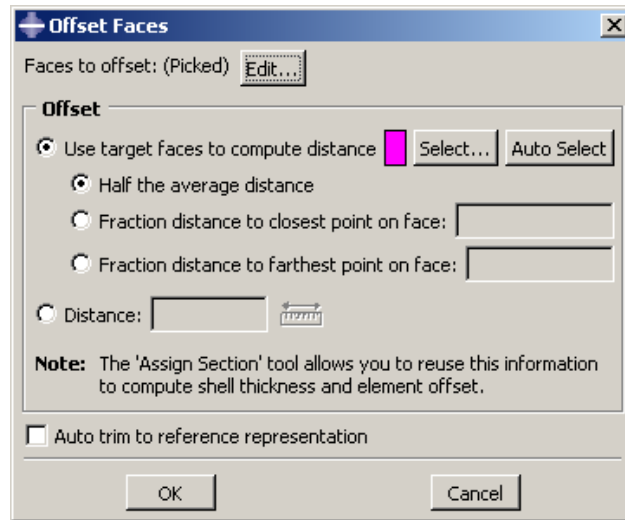 Offset Faces
Faces to offset: (Picked) Edit...
Offset
Use target faces to compute distance Select... Auto Select
Half the average distance
Fraction distance to closest point on face:
Fraction distance to farthest point on face:
Distance:
Note: The 'Assign Section' tool allows you to reuse this information
to compute shell thickness and element offset.
Auto trim to reference representation
OK Cancel